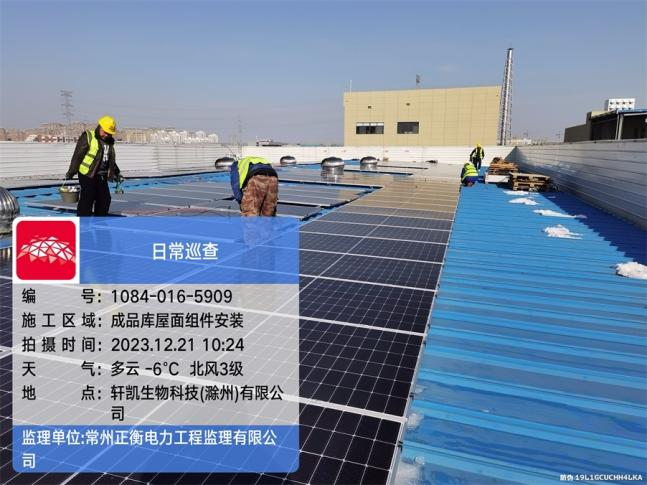 日常巡查
编 号：1084-016-5909
施工区域：成品库屋面组件安装
拍摄时间：2023.12.21 10:24
天 气：多云 -6℃ 北风3级
地 点：轩凯生物科技(滁州)有限公
司
监理单位:常州正衡电力工程监理有限公
司
防伪 19L1GCUCHH4LKA